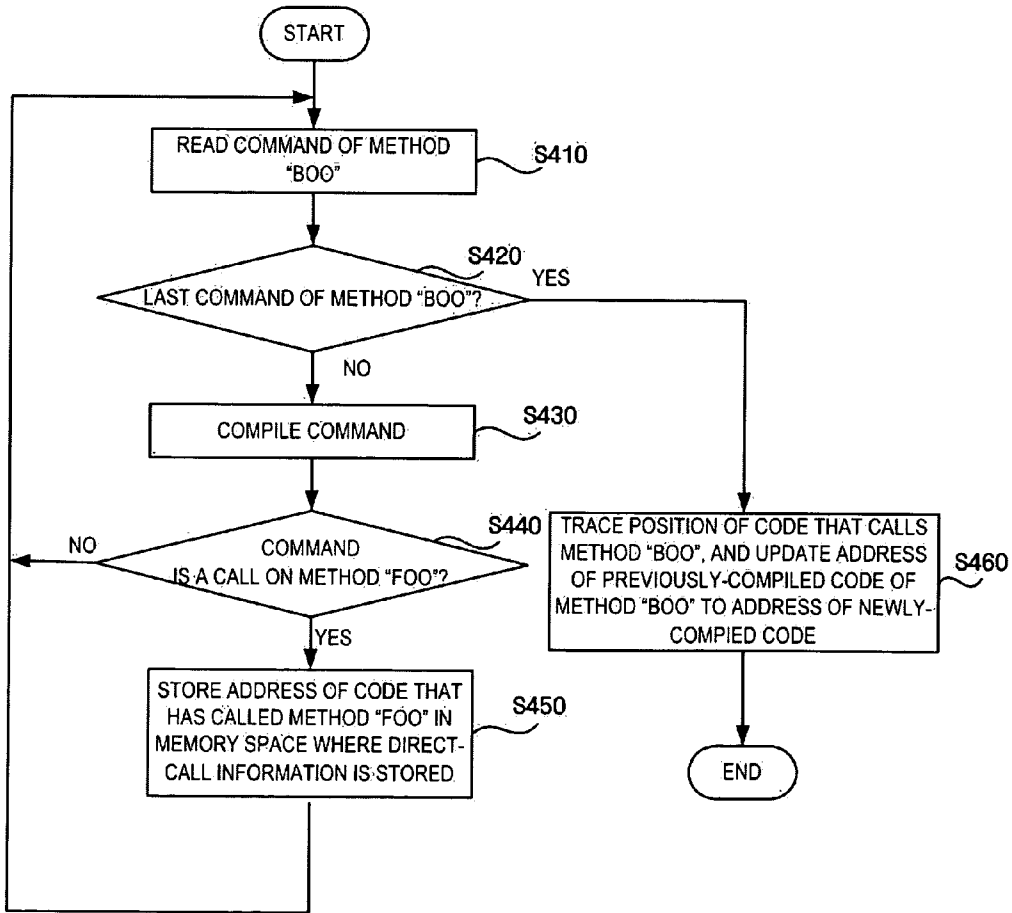 START
READ COMMAND OF METHOD
"BOO"
S410
S420
LAST COMMAND OF METHOD "BOO"?
YES
NO
COMPILE COMMAND
S430
S440
COMMAND
IS A CALL ON METHOD "FOO"?
NO
YES
STORE ADDRESS OF CODE THAT
HAS CALLED METHOD "FOO" IN
MEMORY SPACE WHERE DIRECT-
CALL INFORMATION IS STORED
S450
TRACE POSITION OF CODE THAT CALLS
METHOD "BOO", AND UPDATE ADDRESS
OF PREVIOUSLY-COMPILED CODE OF
METHOD "BOO" TO ADDRESS OF NEWLY-
COMPIED CODE
S460
END